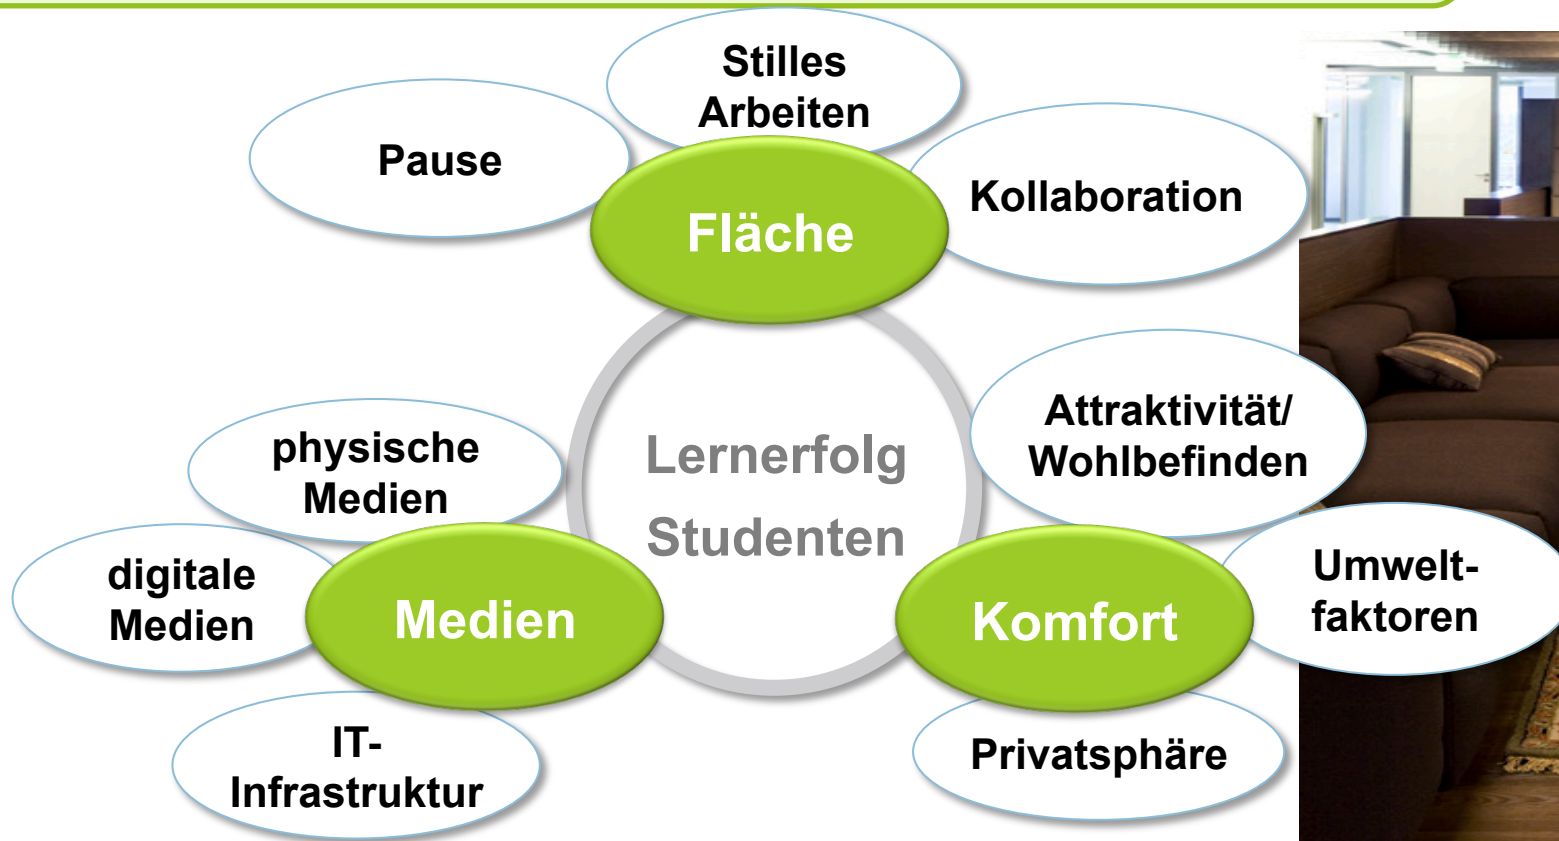 Stilles
Arbeiten
Pause
Kollaboration
Fläche
Attraktivität/
Wohlbefinden
physische
Medien
Lernerfolg
Studenten
digitale
Medien
Medien
Komfort
Umwelt-
faktoren
IT-
Infrastruktur
Privatsphäre